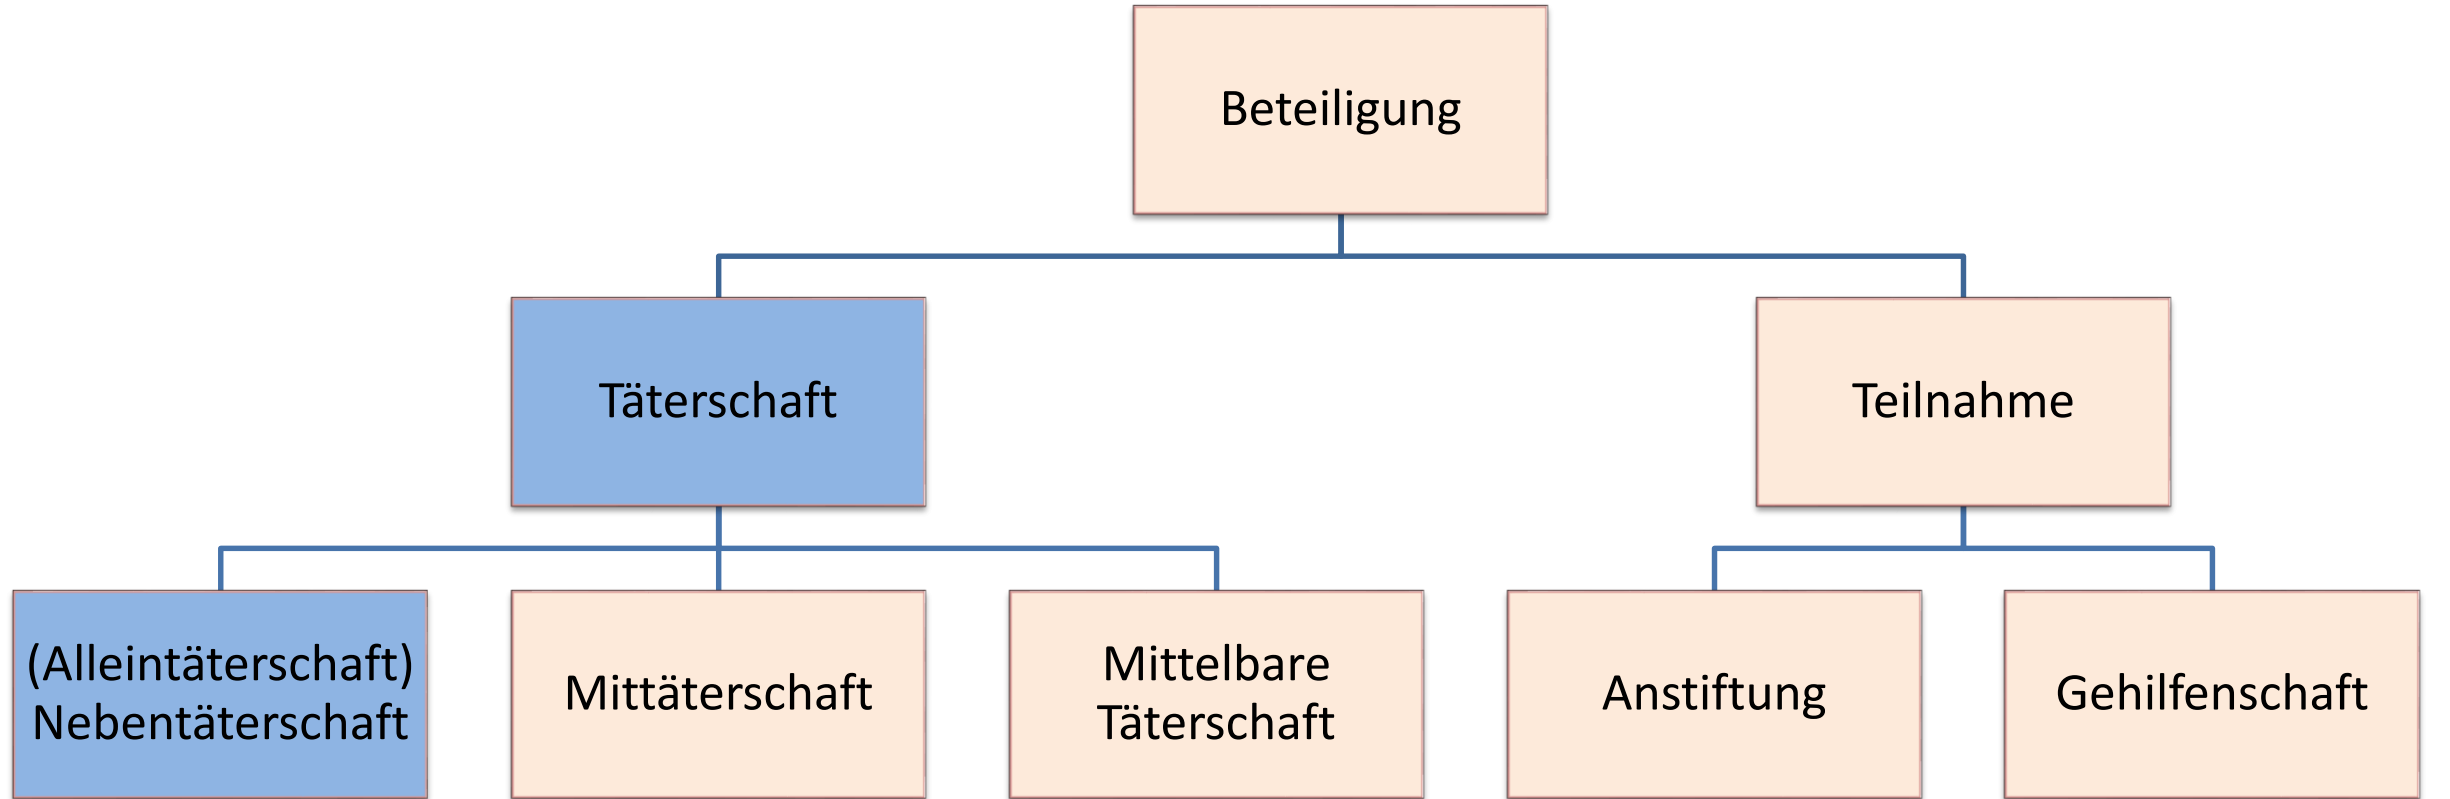 Beteiligung
Täterschaft
Teilnahme
(Alleintäterschaft)
Nebentäterschaft
Mittäterschaft
Mittelbare
Täterschaft
Anstiftung
Gehilfenschaft